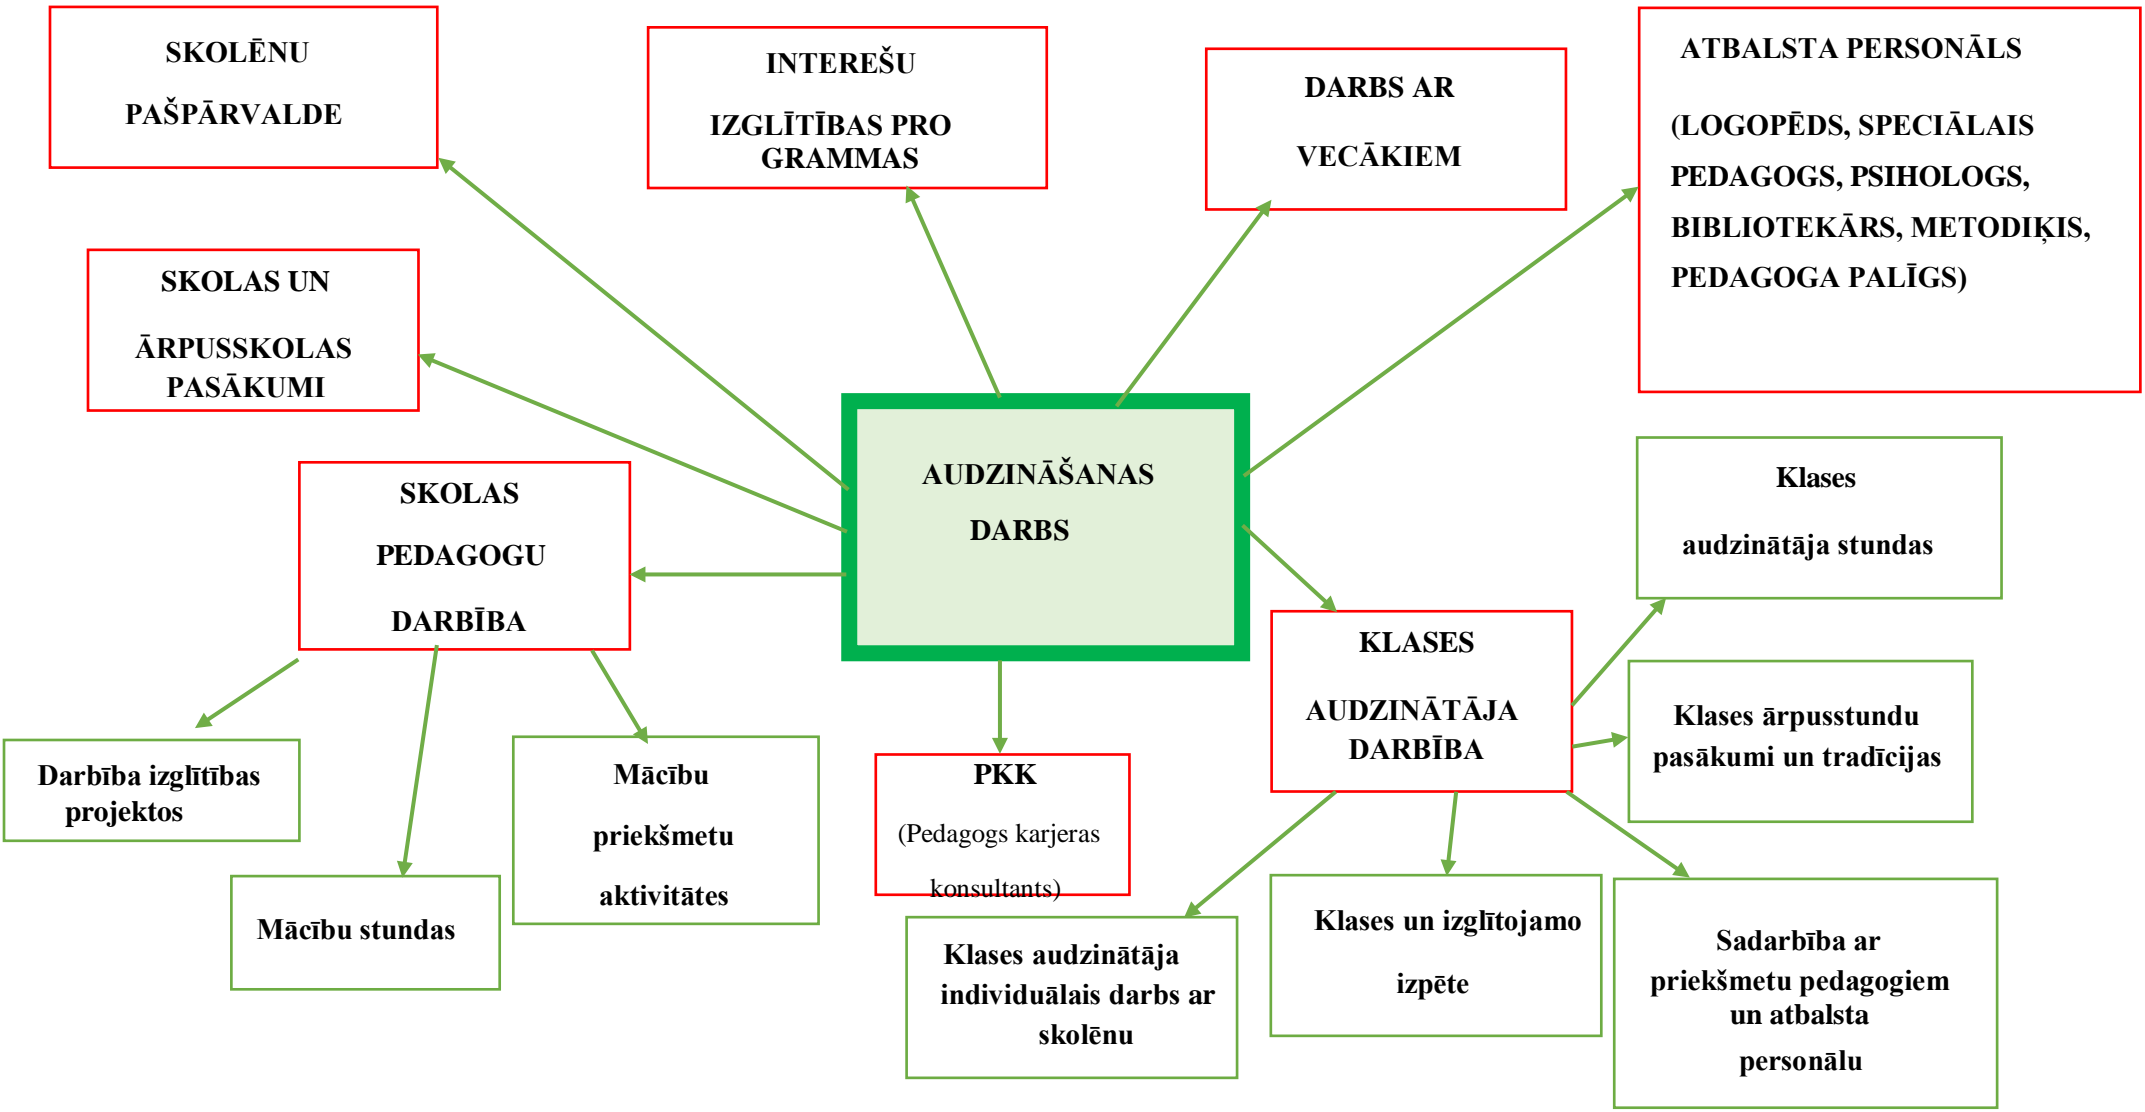 SKOLĒNU
PAŠPĀRVALDE
INTEREŠU
IZGLĪTĪBAS PRO
GRAMMAS
DARBS AR
VECĀKIEM
ATBALSTA PERSONĀLS
(LOGOPĒDS, SPECIĀLAIS
PEDAGOGS, PSIHOLOGS,
BIBLIOTEKĀRS, METODIĶIS,
PEDAGOGA PALĪGS)
SKOLAS UN
ĀRPUSSKOLAS
PASĀKUMI
AUDZINĀŠANAS
DARBS
SKOLAS
PEDAGOGU
DARBĪBA
Klases
audzinātāja stundas
KLASES
AUDZINĀTĀJA
DARBĪBA
Klases ārpusstundu
pasākumi un tradīcijas
Darbība izglītības
projektos
Mācību stundas
Mācību
priekšmetu
aktivitātes
PKK
(Pedagogs karjeras
konsultants)
Klases audzinātāja
individuālais darbs ar
skolēnu
Klases un izglītojamo
izpēte
Sadarbība ar
priekšmetu pedagogiem
un atbalsta
personālu